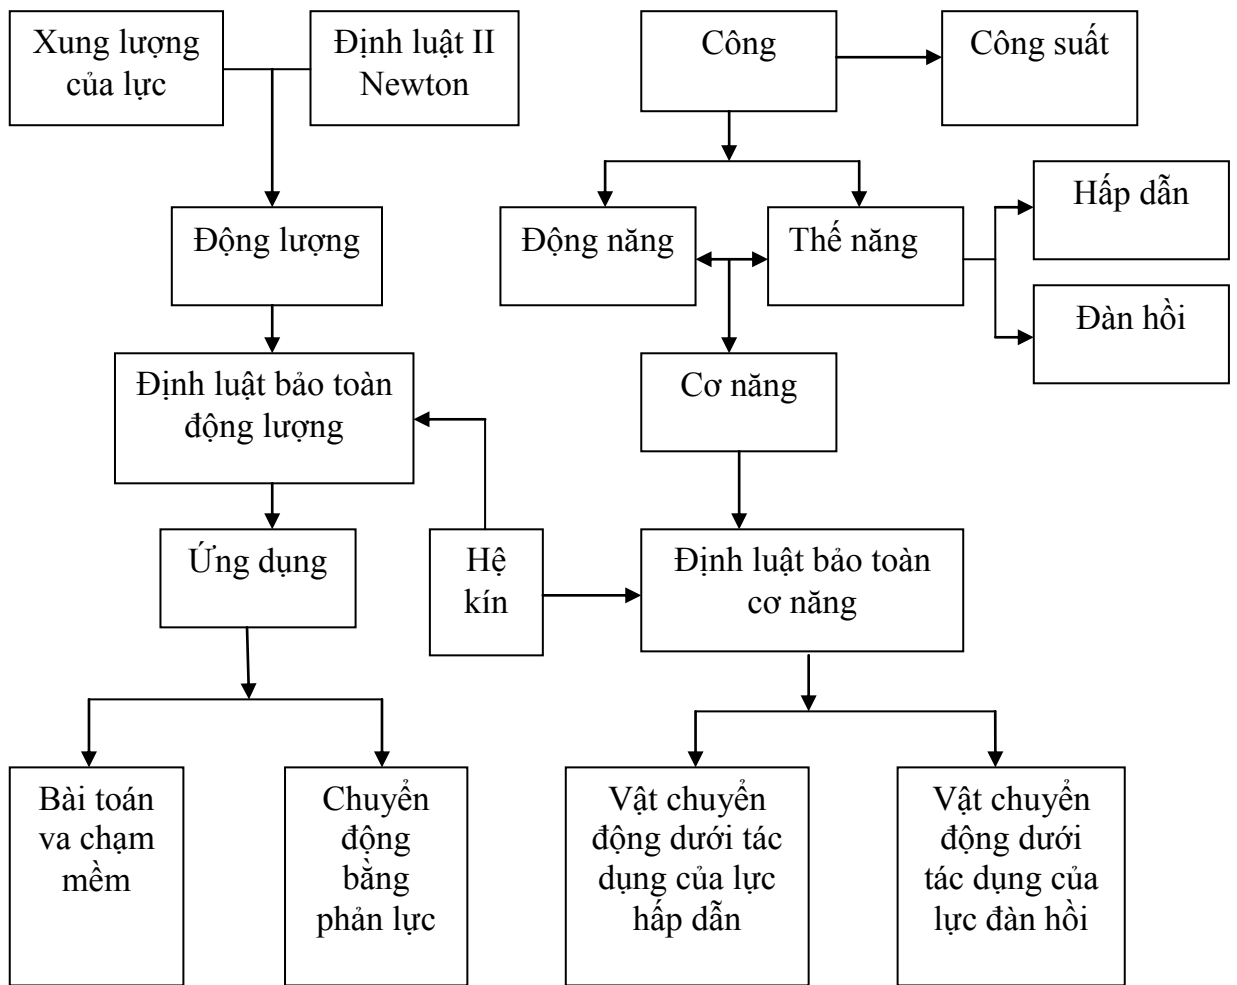 Xung lượng
của lực
Định luật II
Newton
Công
Công suất
Động lượng
Động năng
Thế năng
Hấp dẫn
Đàn hồi
Định luật bảo toàn
động lượng
Cơ năng
Ứng dụng
Hệ
kín
Định luật bảo toàn
cơ năng
Bài toán
va chạm
mềm
Chuyển
động
bằng
phản lực
Vật chuyển
động dưới tác
dụng của lực
hấp dẫn
Vật chuyển
động dưới
tác dụng của
lực đàn hồi